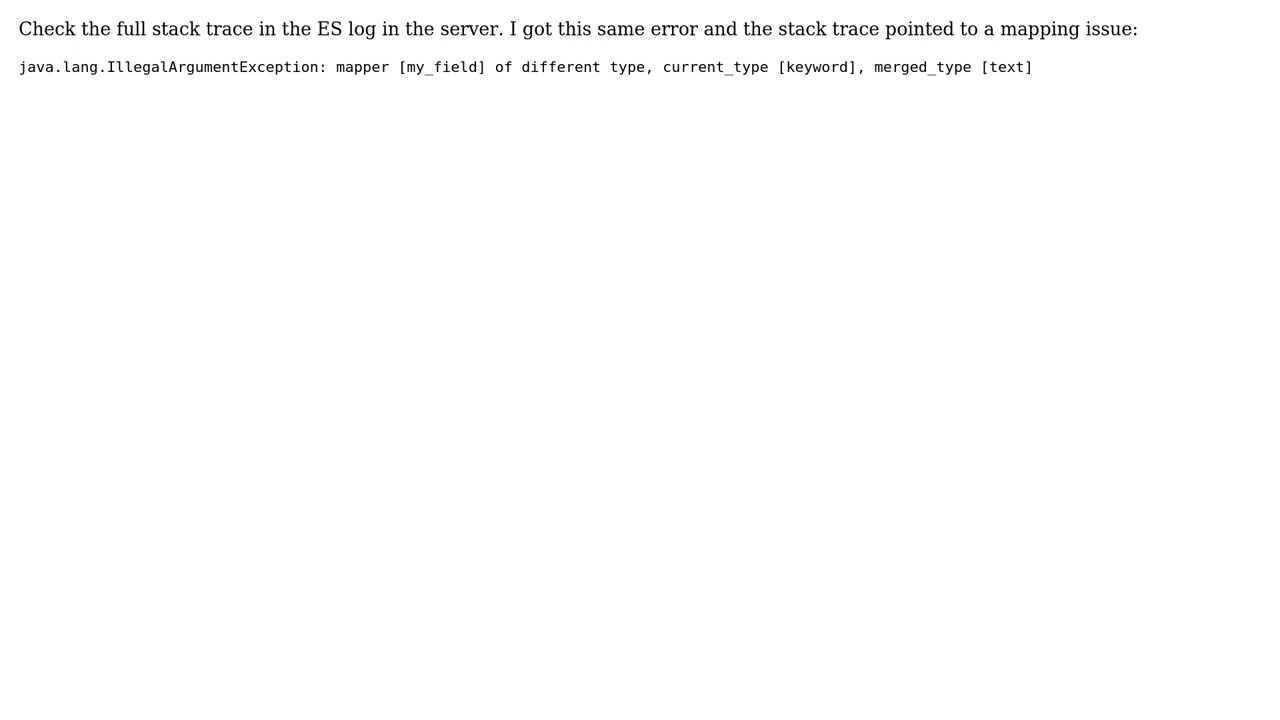 Check the full stack trace in the ES log in the server. I got this same error and the stack trace pointed to a mapping issue:
java.lang.IllegalArgumentException: mapper [my_field] of different type, current_type [keyword], merged_type [text]